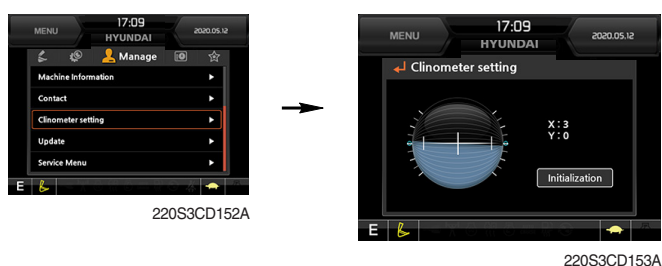 17:09
MENU
2020.05.12
HYUNDAI
Manage
Machine Information
Contact
Clinometer setting
Update
Service Menu
E
220S3CD152A
17:09
MENU
2020.05.12
HYUNDAI
Clinometer setting
X : 3
Y : 0
Initialization
E
220S3CD153A